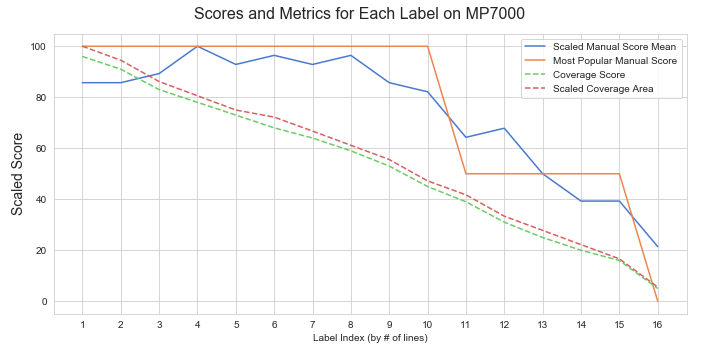 Scores and Metrics for Each Label on MP7000
Scaled Manual Score Mean
Most Popular Manual Score
Coverage Score
Scaled Coverage Area
Scaled Score
100
80
60
40
20
0
1 2 3 4 5 6 7 8 9 10 11 12 13 14 15 16
Label Index (by # of lines)